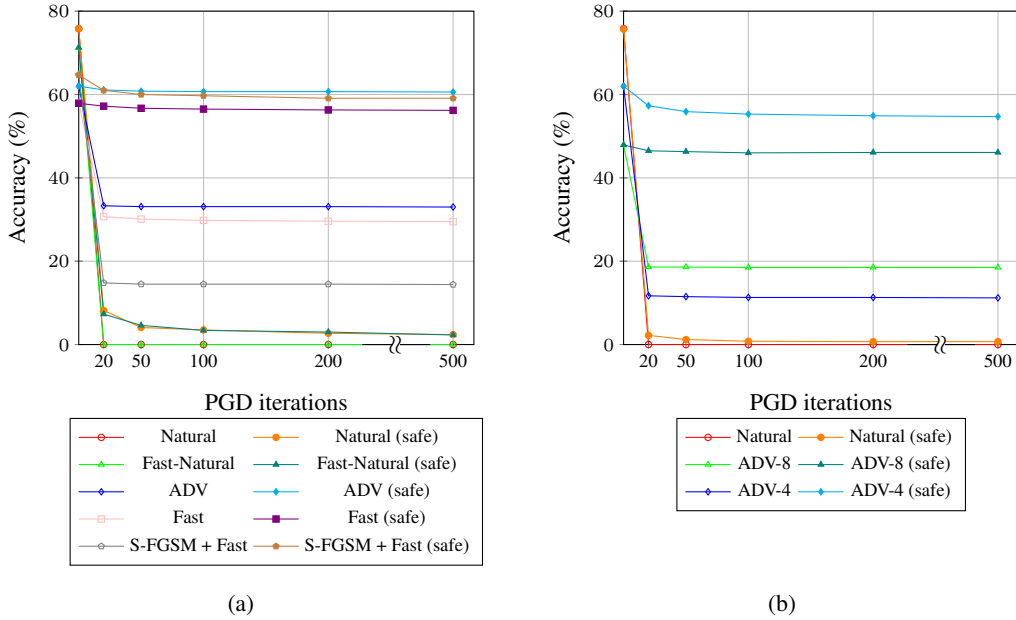 80
60
40
20
0
Accuracy (%)
20 50 100 200 500
PGD iterations
Natural Natural (safe)
Fast-Natural Fast-Natural (safe)
ADV ADV (safe)
Fast Fast (safe)
S-FGSM + Fast S-FGSM + Fast (safe)
(a)
80
60
40
20
0
Accuracy (%)
20 50 100 200 500
PGD iterations
Natural Natural (safe)
ADV-8 ADV-8 (safe)
ADV-4 ADV-4 (safe)
(b)